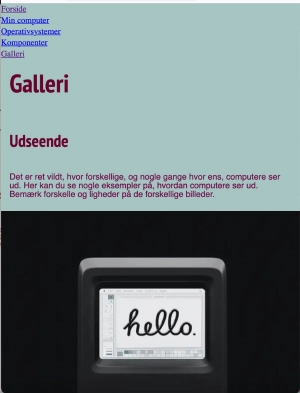 Forside
Min computer
Operativsystemer
Komponenter
Galleri
Galleri
Udseende
Det er ret vildt, hvor forskellige, og nogle gange hvor ens, computere ser
ud. Her kan du se nogle eksempler på, hvordan computere ser ud.
Bemærk forskelle og ligheder på de forskellige billeder.
hello.